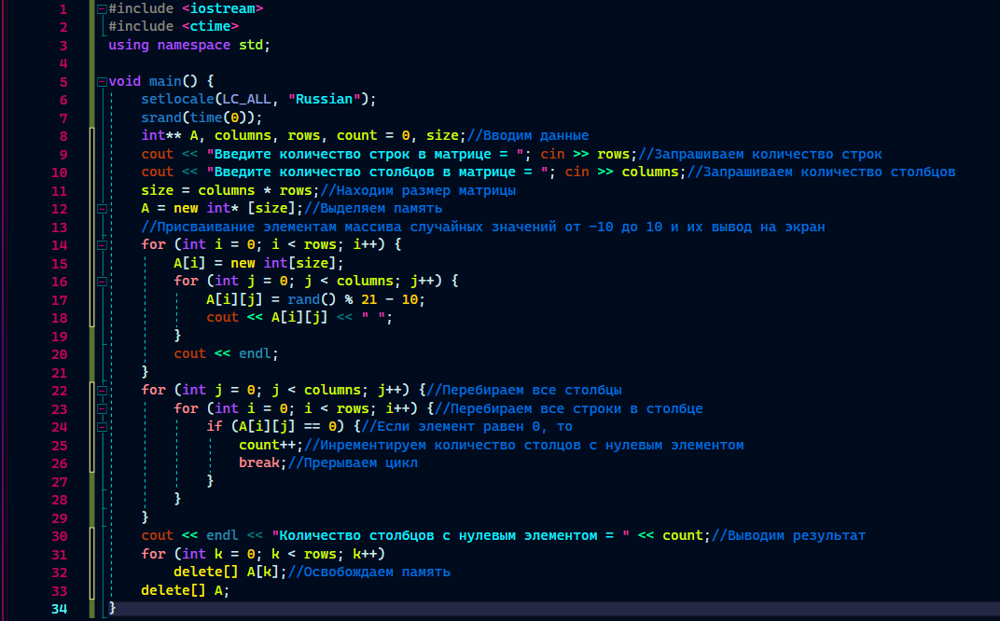 1 #include <iostream>
2 #include <ctime>
3 using namespace std;
4
5 void main() {
6 setlocale(LC_ALL, "Russian");
7 srand(time(0));
8 int** A, columns, rows, count = 0, size;//Вводим данные
9 cout << "Введите количество строк в матрице = "; cin >> rows;//Запрашиваем количество строк
10 cout << "Введите количество столбцов в матрице = "; cin >> columns;//Запрашиваем количество столбцов
11 size = columns * rows;//Находим размер матрицы
12 A = new int* [size];//Выделяем память
13 //Присваивание элементам массива случайных значений от -10 до 10 и их вывод на экран
14 for (int i = 0; i < rows; i++) {
15 A[i] = new int[size];
16 for (int j = 0; j < columns; j++) {
17 A[i][j] = rand() % 21 - 10;
18 cout << A[i][j] << " ";
19 }
20 cout << endl;
21 }
22 for (int j = 0; j < columns; j++) {//Перебираем все столбцы
23 for (int i = 0; i < rows; i++) {//Перебираем все строки в столбце
24 if (A[i][j] == 0) {//Если элемент равен 0, то
25 count++;//Инрементируем количество столцов с нулевым элементом
26 break;//Прерываем цикл
27 }
28 }
29 }
30 cout << endl << "Количество столбцов с нулевым элементом = " << count;//Выводим результат
31 for (int k = 0; k < rows; k++)
32 delete[] A[k];//Освобождаем память
33 delete[] A;
34 }